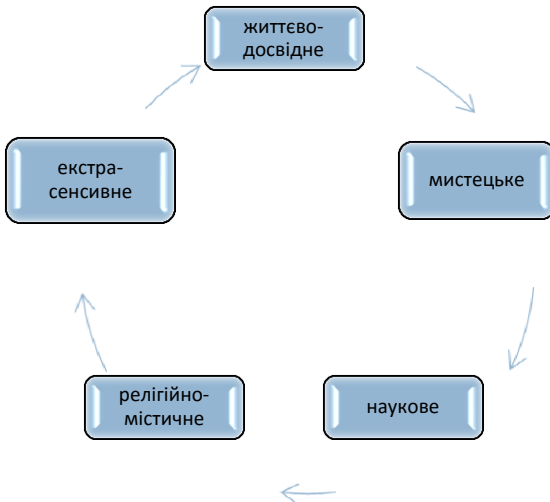 життєво-
досвідне
екстра-
сенсивне
мистецьке
релігійно-
містичне
наукове